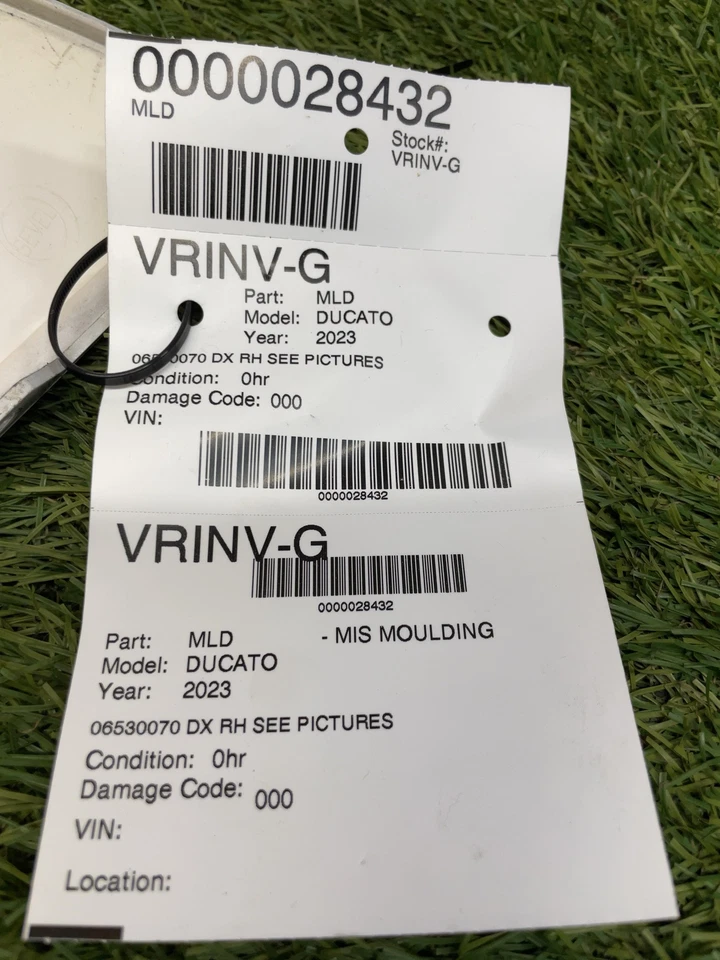 0000028432
MLD
Stock#:
VRINV-G
VRINV-G
Part: MLD
Model: DUCATO
Year: 2023
0070 DX RH SEE PICTURES
Condition: 0hr
Damage Code: 000
VIN:
0000028432
VRINV-G
0000028432
Part: MLD - MIS MOULDING
Model: DUCATO
Year: 2023
06530070 DX RH SEE PICTURES
Condition: 0hr
Damage Code: 000
VIN:
Location: